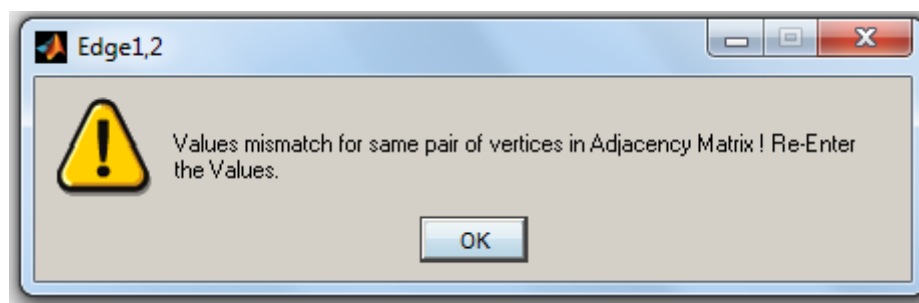 Edge1,2
Values mismatch for same pair of vertices in Adjacency Matrix ! Re-Enter
the Values.
OK